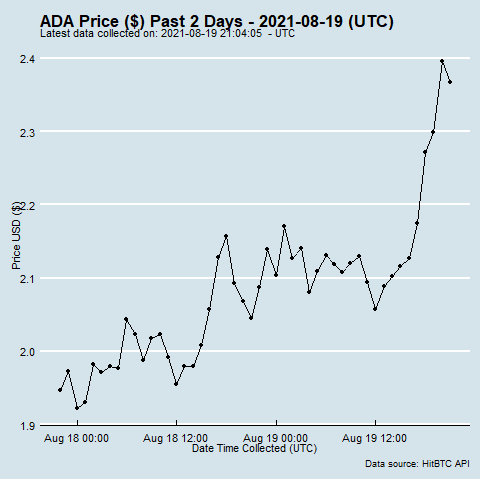 ADA Price ($) Past 2 Days - 2021-08-19 (UTC)
Latest data collected on: 2021-08-19 21:04:05 - UTC
2.4
2.3
2.2
2.1
2.0
1.9
Price USD ($)
Aug 18 00:00 Aug 18 12:00 Aug 19 00:00 Aug 19 12:00
Date Time Collected (UTC)
Data source: HitBTC API